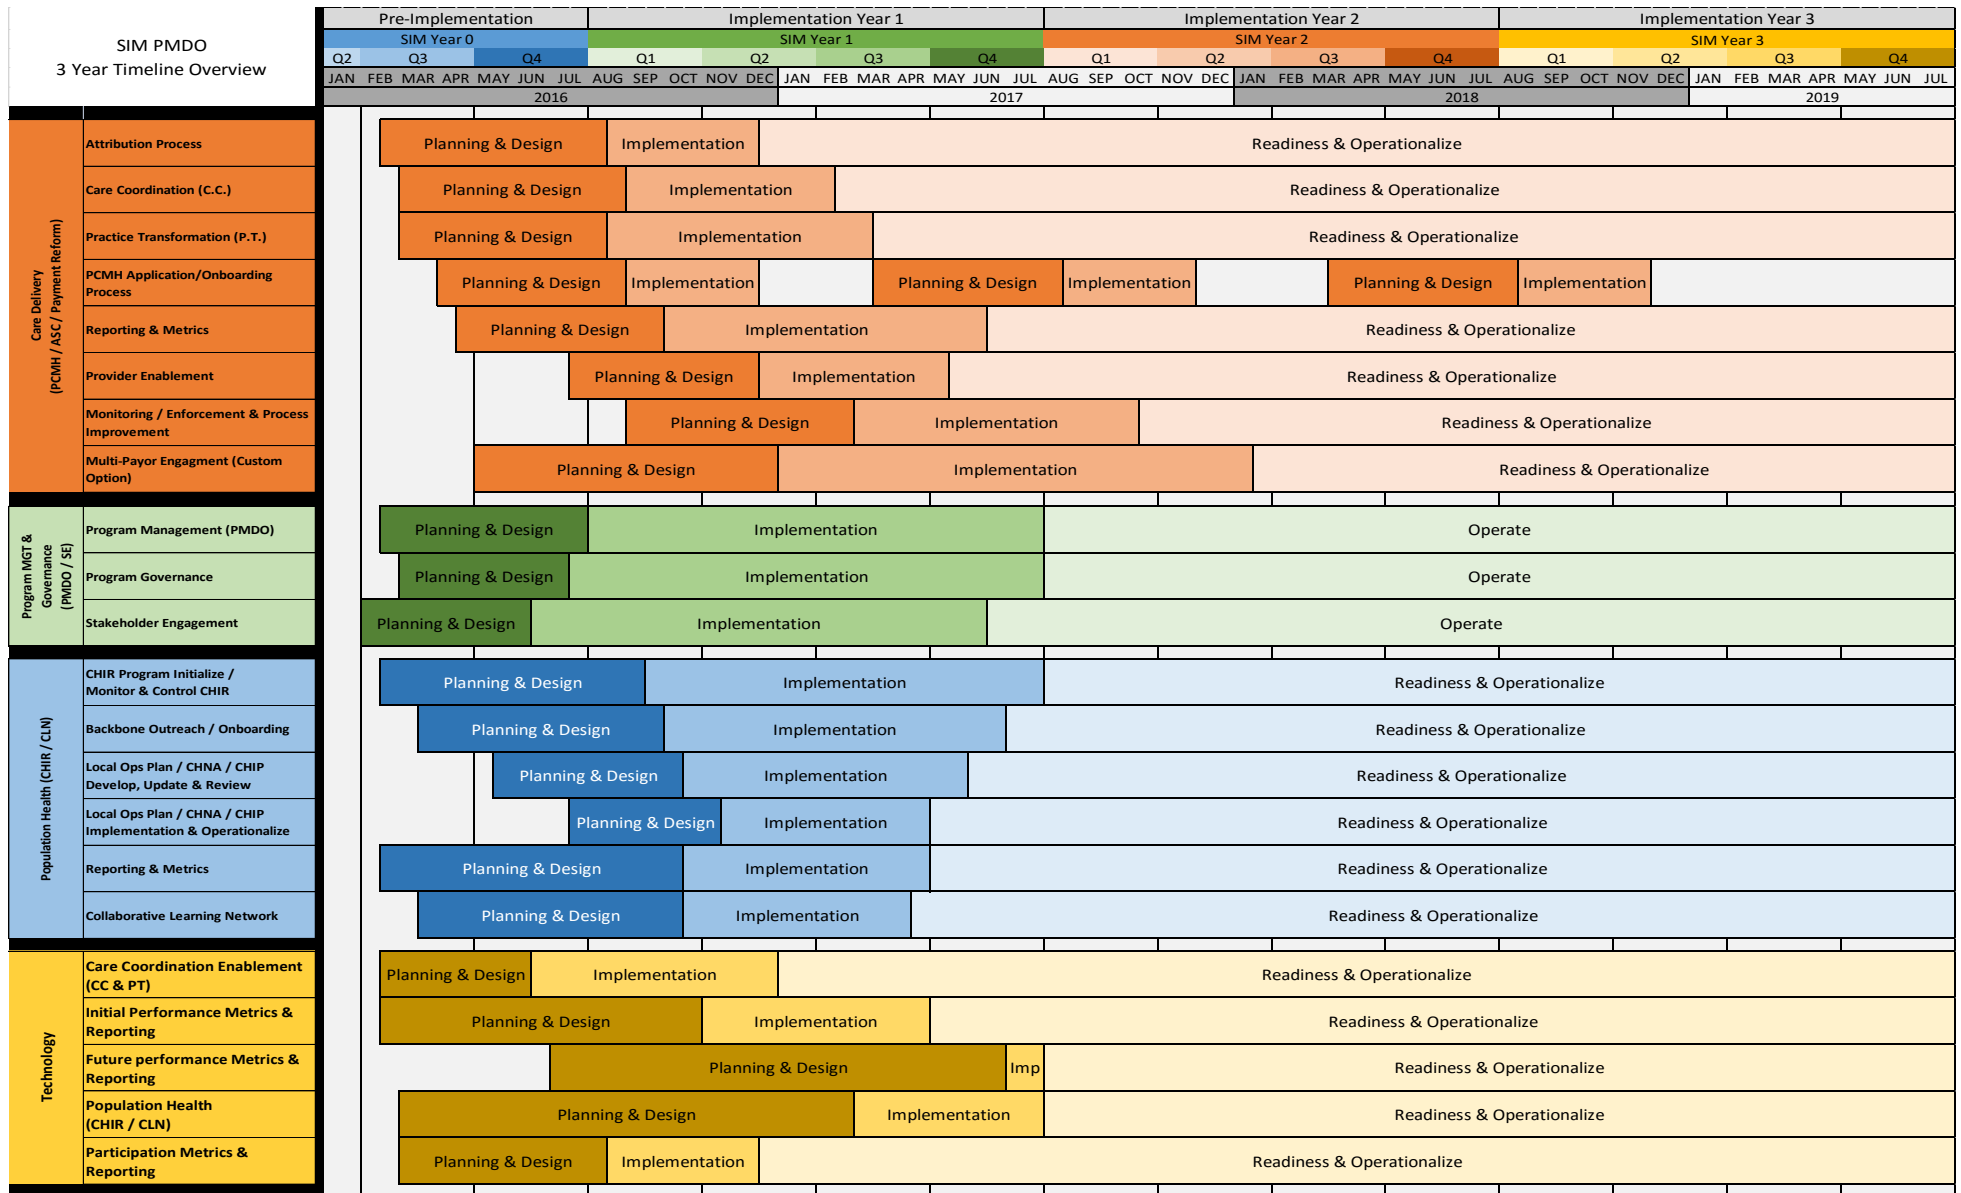 SIM PMDO
3 Year Timeline Overview
Pre-Implementation Implementation Year 1 Implementation Year 2 Implementation Year 3
SIM Year 0 SIM Year 1 SIM Year 2 SIM Year 3
Q2 Q3 Q4 Q1 Q2 Q3 Q4 Q1 Q2 Q3 Q4 Q1 Q2 Q3 Q4
JAN FEB MAR APR MAY JUN JUL AUG SEP OCT NOV DEC JAN FEB MAR APR MAY JUN JUL AUG SEP OCT NOV DEC JAN FEB MAR APR MAY JUN JUL AUG SEP OCT NOV DEC JAN FEB MAR APR MAY JUN JUL
2016 2017 2018 2019
Care Delivery
(PCMH / ASC / Payment Reform)
Attribution Process
Planning & Design Implementation Readiness & Operationalize
Care Coordination (C.C.)
Planning & Design Implementation Readiness & Operationalize
Practice Transformation (P.T.)
Planning & Design Implementation Readiness & Operationalize
PCMH Application/Onboarding
Process
Planning & Design Implementation Planning & Design Implementation Planning & Design Implementation
Reporting & Metrics
Planning & Design Implementation Readiness & Operationalize
Provider Enablement
Planning & Design Implementation Readiness & Operationalize
Monitoring / Enforcement & Process
Improvement
Planning & Design Implementation Readiness & Operationalize
Multi-Payor Engagment (Custom
Option)
Planning & Design Implementation Readiness & Operationalize
Program MGT &
Governance
(PMDO / SE)
Program Management (PMDO)
Planning & Design Implementation Operate
Program Governance
Planning & Design Implementation Operate
Stakeholder Engagement
Planning & Design Implementation Operate
Population Health (CHIR / CLN)
CHIR Program Initialize /
Monitor & Control CHIR
Planning & Design Implementation Readiness & Operationalize
Backbone Outreach / Onboarding
Planning & Design Implementation Readiness & Operationalize
Local Ops Plan / CHNA / CHIP
Develop, Update & Review
Planning & Design Implementation Readiness & Operationalize
Local Ops Plan / CHNA / CHIP
Implementation & Operationalize
Planning & Design Implementation Readiness & Operationalize
Reporting & Metrics
Planning & Design Implementation Readiness & Operationalize
Collaborative Learning Network
Planning & Design Implementation Readiness & Operationalize
Technology
Care Coordination Enablement
(CC & PT)
Planning & Design Implementation Readiness & Operationalize
Initial Performance Metrics &
Reporting
Planning & Design Implementation Readiness & Operationalize
Future performance Metrics &
Reporting
Planning & Design Imp Readiness & Operationalize
Population Health
(CHIR / CLN)
Planning & Design Implementation Readiness & Operationalize
Participation Metrics &
Reporting
Planning & Design Implementation Readiness & Operationalize